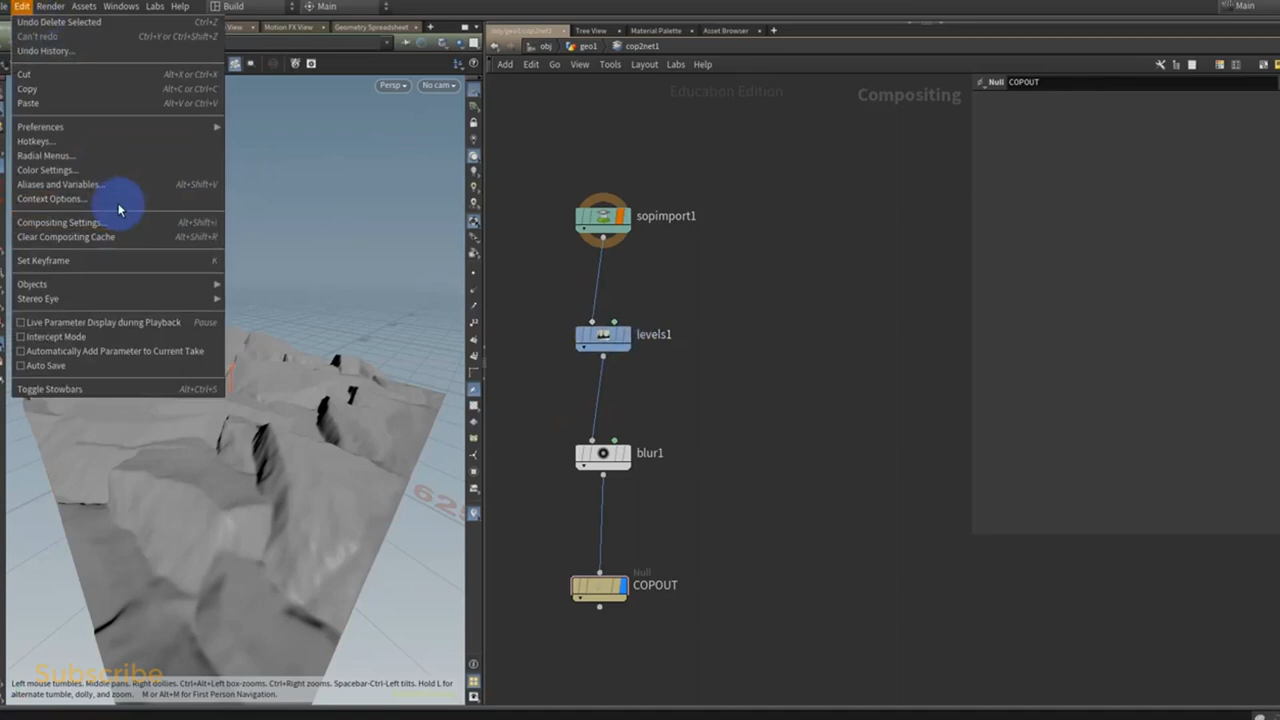 Edit Render Assets Windows Labs Help Build Main Main
View Motion FX View Geometry Spreadsheet
obj/geo1/cop2net1 Tree View Material Palette Asset Browser
Undo Delete Selected Ctrl+Z
Can't redo Ctrl+Y or Ctrl+Shift+Z
Undo History...
Cut Alt+X or Ctrl+X
Copy Alt+C or Ctrl+C
Paste Alt+V or Ctrl+V
Preferences
Hotkeys...
Radial Menus...
Color Settings...
Aliases and Variables... Alt+Shift+V
Context Options...
Compositing Settings... Alt+Shift+I
Clear Compositing Cache Alt+Shift+R
Set Keyframe K
Objects
Stereo Eye
Live Parameter Display during Playback Pause
Intercept Mode
Automatically Add Parameter to Current Take
Auto Save
Toggle Stowbars Alt+Ctrl+S
Persp No cam
obj geo1 cop2net1
Add Edit Go View Tools Layout Labs Help
Education Edition Compositing
Null COPOUT
sopimport1
levels1
blur1
Null
COPOUT
625
Subscribe
Left mouse tumbles. Middle pans. Right dollies. Ctrl+Alt+Left box-zooms. Ctrl+Right zooms. Spacebar-Ctrl-Left tilts. Hold L for
alternate tumble, dolly, and zoom. M or Alt+M for First Person Navigation.